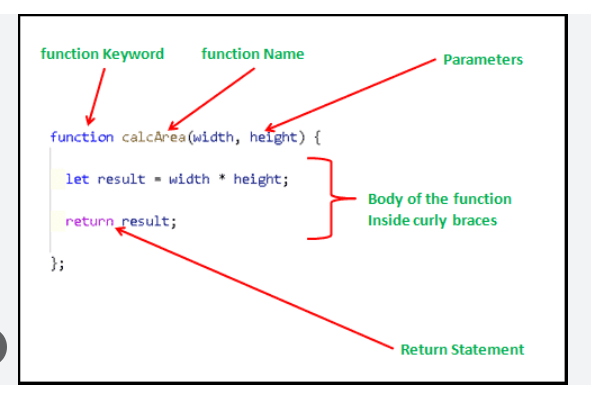 function Keyword function Name Parameters
function calcArea(width, height) {
let result = width * height;
return result;
};
Body of the function
Inside curly braces
Return Statement